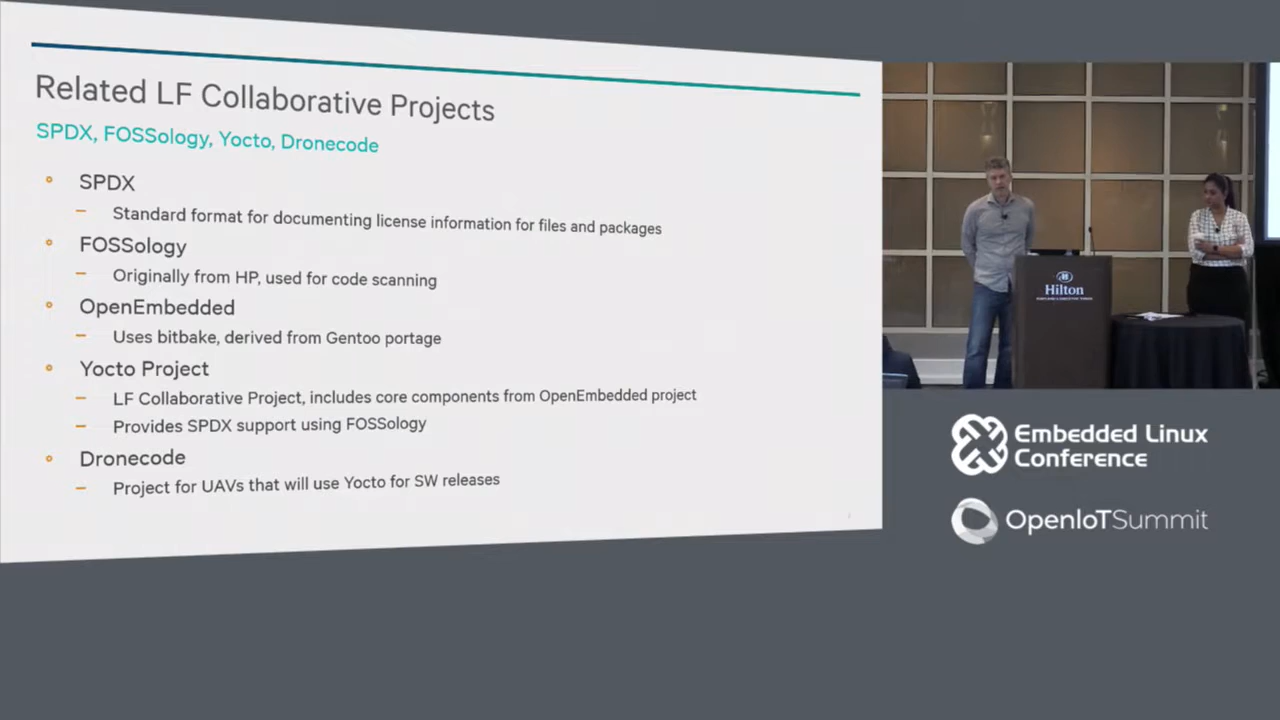 Related LF Collaborative Projects
SPDX, FOSSology, Yocto, Dronecode
SPDX
– Standard format for documenting license information for files and packages
FOSSology
– Originally from HP, used for code scanning
OpenEmbedded
– Uses bitbake, derived from Gentoo portage
Yocto Project
– LF Collaborative Project, includes core components from OpenEmbedded project
– Provides SPDX support using FOSSology
Dronecode
– Project for UAVs that will use Yocto for SW releases
Hilton
Embedded Linux
Conference
OpenIoTSummit